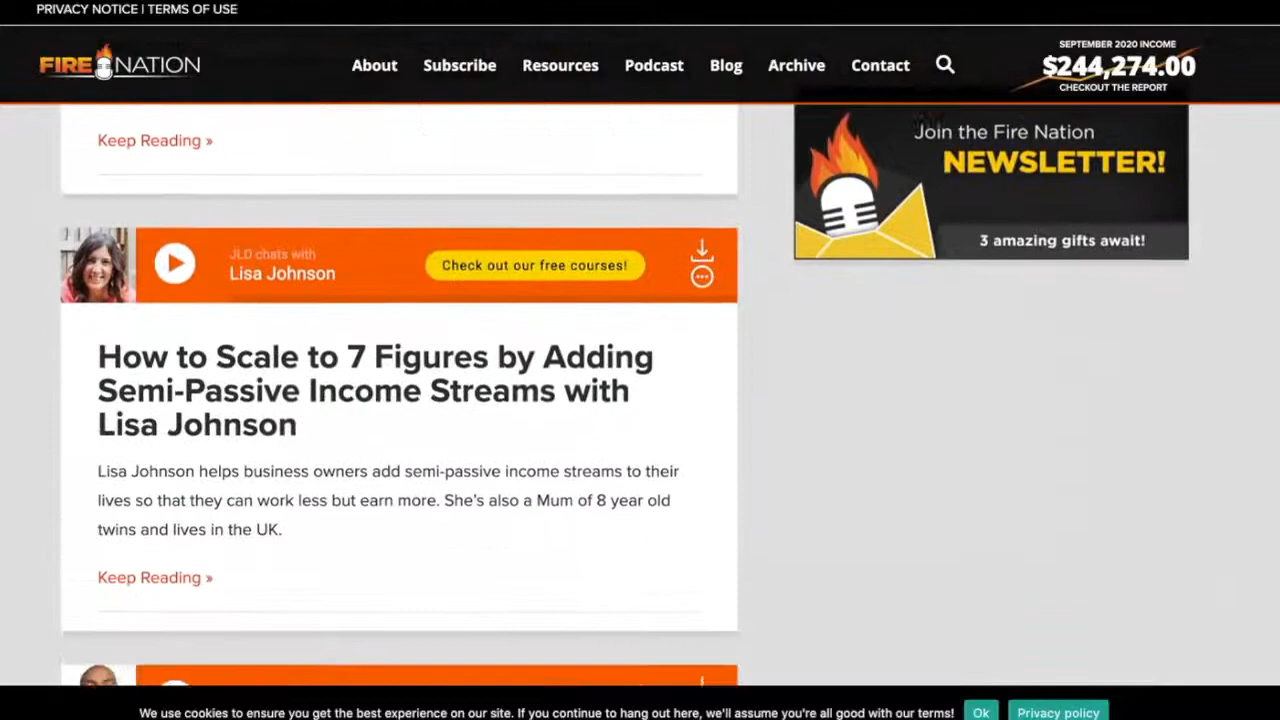 PRIVACY NOTICE | TERMS OF USE
FIRE NATION
About Subscribe Resources Podcast Blog Archive Contact
SEPTEMBER 2020 INCOME
$244,274.00
CHECKOUT THE REPORT
Keep Reading »
Join the Fire Nation
NEWSLETTER!
3 amazing gifts await!
JLD chats with
Lisa Johnson
Check out our free courses!
How to Scale to 7 Figures by Adding
Semi-Passive Income Streams with
Lisa Johnson
Lisa Johnson helps business owners add semi-passive income streams to their
lives so that they can work less but earn more. She's also a Mum of 8 year old
twins and lives in the UK.
Keep Reading »
We use cookies to ensure you get the best experience on our site. If you continue to hang out here, we'll assume you're all good with our terms! Ok Privacy policy